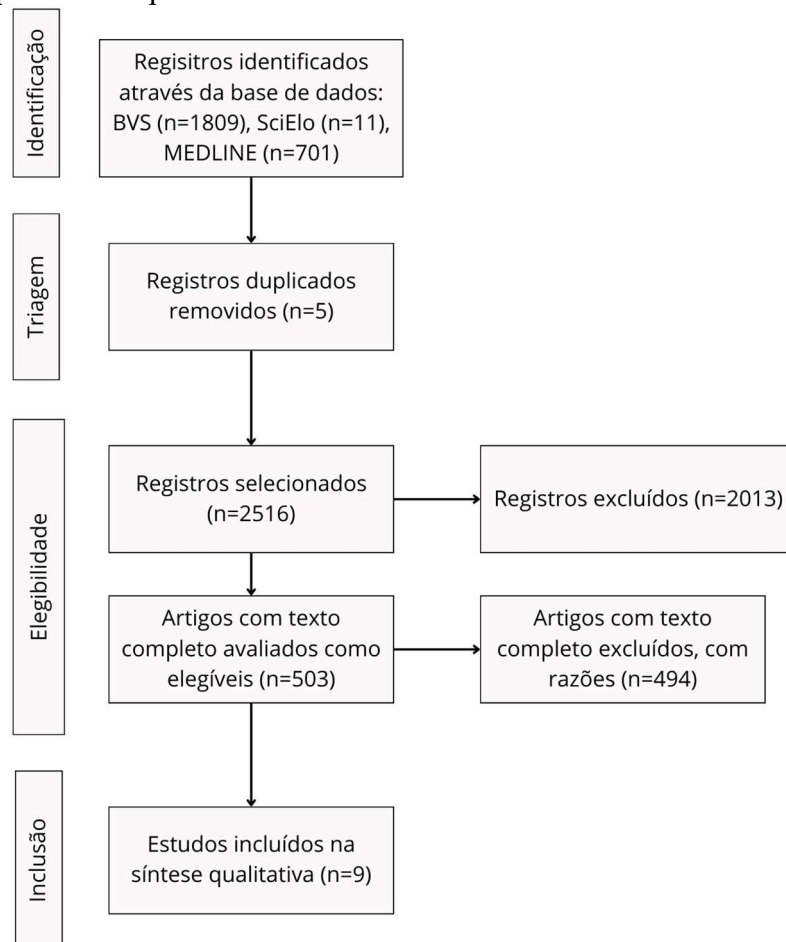 Identificação
Regisitros identificados
através da base de dados:
BVS (n=1809), SciElo (n=11),
MEDLINE (n=701)
Triagem
Registros duplicados
removidos (n=5)
Elegibilidade
Registros selecionados
(n=2516)
Registros excluídos (n=2013)
Artigos com texto
completo avaliados como
elegíveis (n=503)
Artigos com texto
completo excluídos, com
razões (n=494)
Inclusão
Estudos incluídos na
síntese qualitativa (n=9)